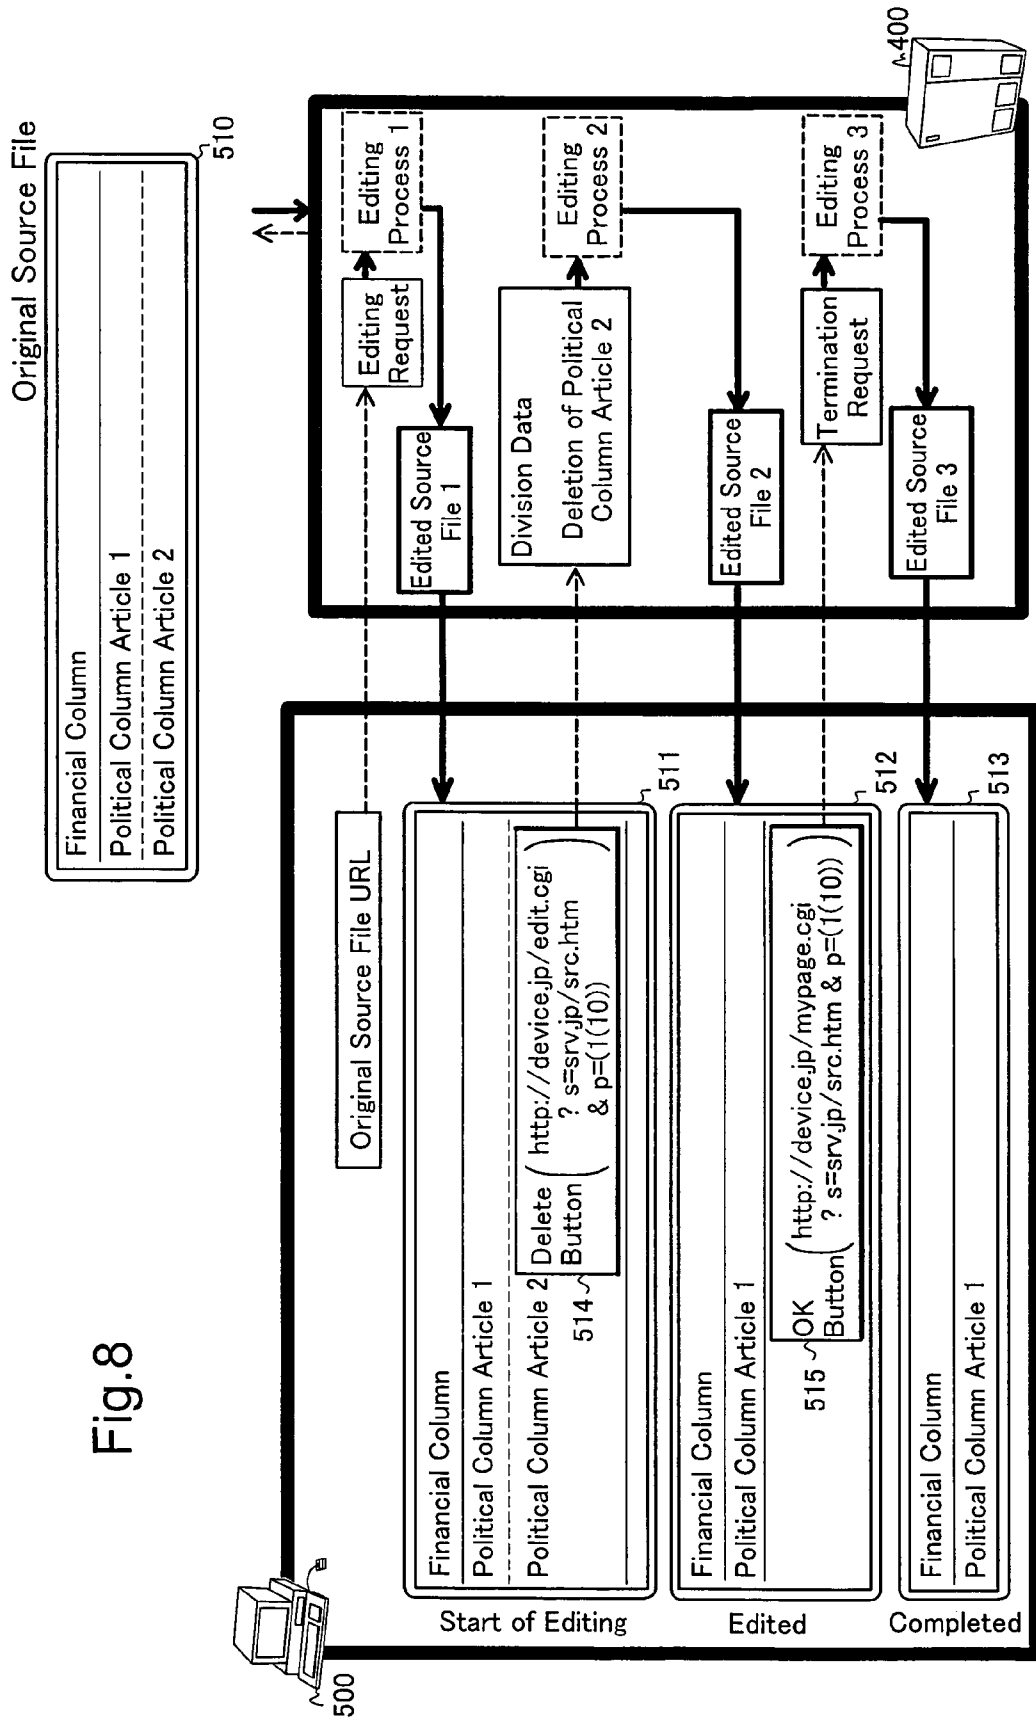 Fig.8
Original Source File
Financial Column
Political Column Article 1
Political Column Article 2
510
500
400
Original Source File URL
Editing
Request
Editing
Process 1
Edited Source
File 1
Financial Column
Political Column Article 1
Political Column Article 2
Delete
Button
(http://device.jp/edit.cgi
? s=srv.jp/src.htm
& p=(1(10)))
514
511
Start of Editing
Division Data
Deletion of Political
Column Article 2
Editing
Process 2
Edited Source
File 2
Financial Column
Political Column Article 1
515
OK
Button
(http://device.jp/mypage.cgi
? s=srv.jp/src.htm & p=(1(10)))
512
Edited
Termination
Request
Editing
Process 3
Edited Source
File 3
Financial Column
Political Column Article 1
513
Completed